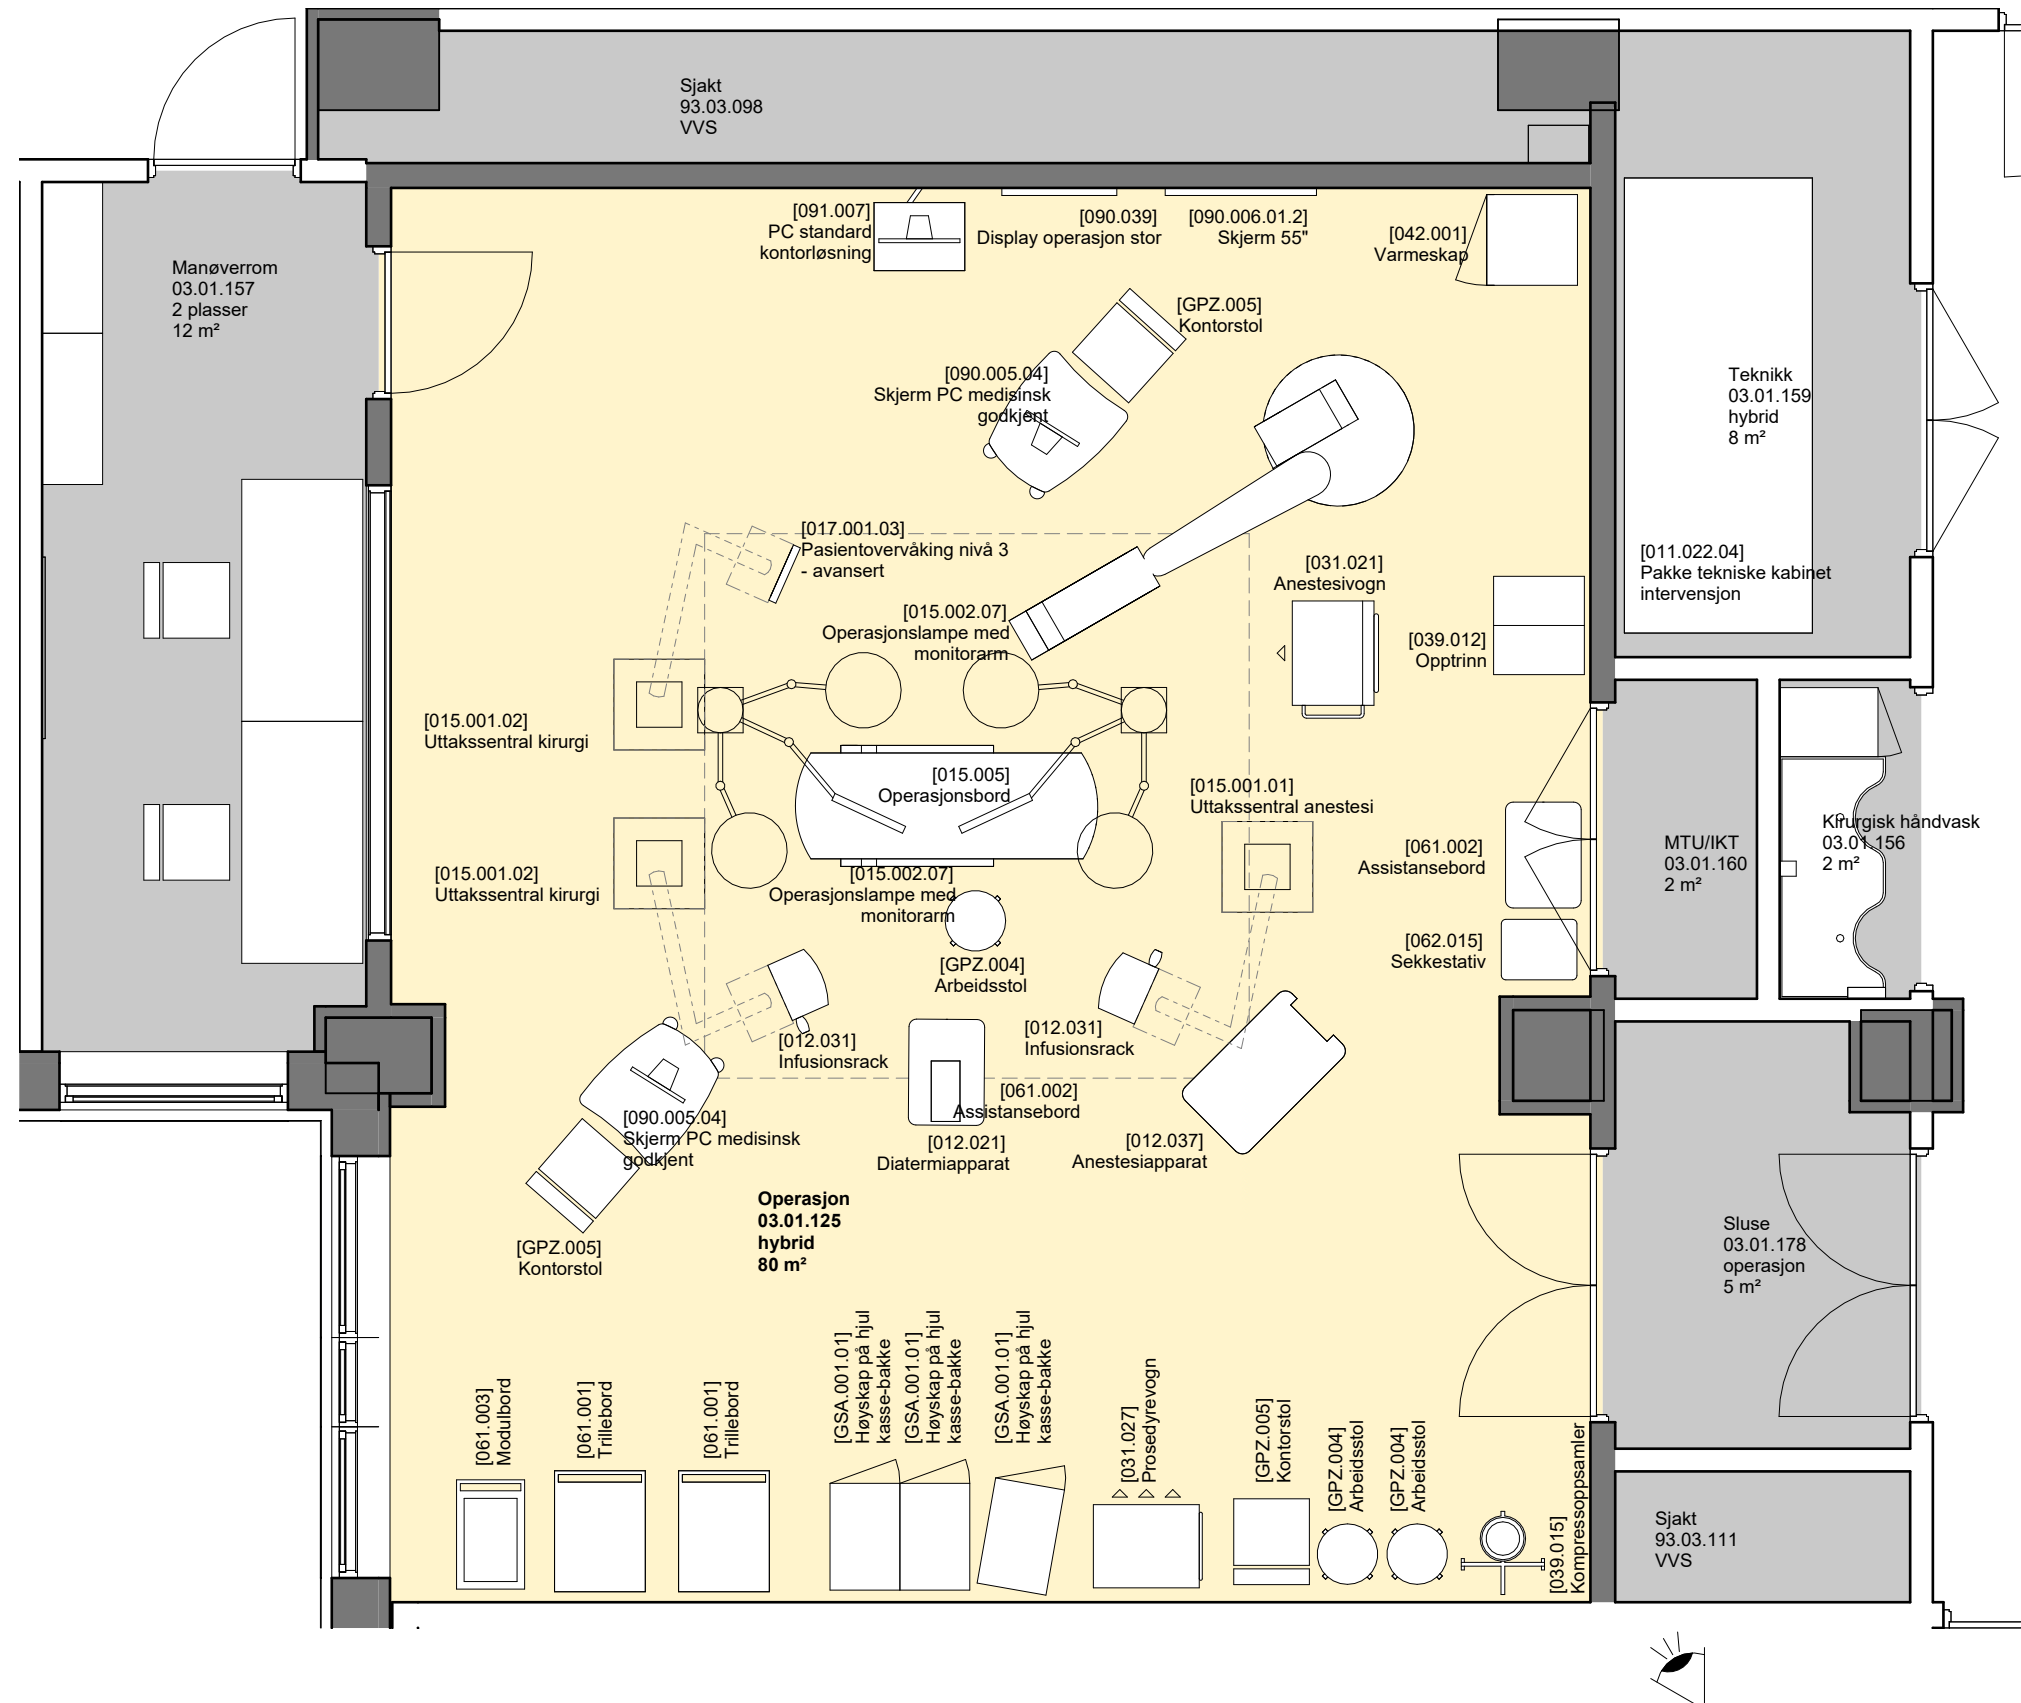 Sjakt
93.03.098
VVS
[091.007]
PC standard
kontorløsning
[090.039]
Display operasjon stor
[090.006.01.2]
Skjerm 55"
[042.001]
Varmeskap
Manøverrom
03.01.157
2 plasser
12 m²
[GPZ.005]
Kontorstol
[090.005.04]
Skjerm PC medisinsk
godkjent
Teknikk
03.01.159
hybrid
8 m²
[017.001.03]
Pasientovervåking nivå 3
- avansert
[031.021]
Anestesivogn
[011.022.04]
Pakke tekniske kabinet
intervensjon
[015.002.07]
Operasjonslampe med
monitorarm
[039.012]
Opptrinn
[015.001.02]
Uttakssentral kirurgi
[015.005]
Operasjonsbord
[015.001.01]
Uttakssentral anestesi
[061.002]
Assistansebord
MTU/IKT
03.01.160
2 m²
Kirurgisk håndvask
03.01.156
2 m²
[015.001.02]
Uttakssentral kirurgi
[015.002.07]
Operasjonslampe med
monitorarm
[062.015]
Sekkestativ
[GPZ.004]
Arbeidsstol
[012.031]
Infusjonsrack
[012.031]
Infusjonsrack
[061.002]
Assistansebord
[090.005.04]
Skjerm PC medisinsk
godkjent
[012.021]
Diatermiapparat
[012.037]
Anestesiapparat
Operasjon
03.01.125
hybrid
80 m²
[GPZ.005]
Kontorstol
Sluse
03.01.178
operasjon
5 m²
[061.003]
Modulbord
[061.001]
Trillebord
[061.001]
Trillebord
[GSA.001.01]
Høyskap på hjul
kasse-bakke
[GSA.001.01]
Høyskap på hjul
kasse-bakke
[GSA.001.01]
Høyskap på hjul
kasse-bakke
[031.027]
Prosedyrevogn
[GPZ.005]
Kontorstol
[GPZ.004]
Arbeidsstol
[GPZ.004]
Arbeidsstol
[039.015]
Kompressoppsamler
Sjakt
93.03.111
VVS